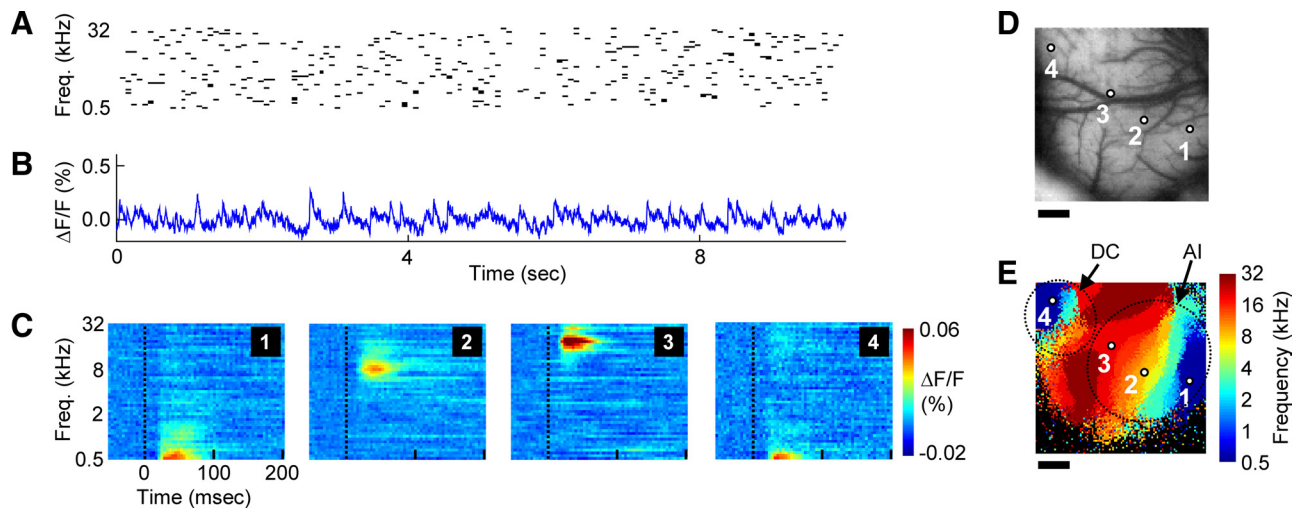 A
Freq. (kHz)
32
0.5
B
ΔF/F (%)
0.5
0.0
0
4
8
Time (sec)
C
Freq. (kHz)
32
8
2
0.5
1
2
3
4
0
100
200
Time (msec)
0.06
ΔF/F
(%)
-0.02
D
4
3
2
1
E
DC
AI
4
3
2
1
32
16
8
4
2
1
0.5
Frequency (kHz)